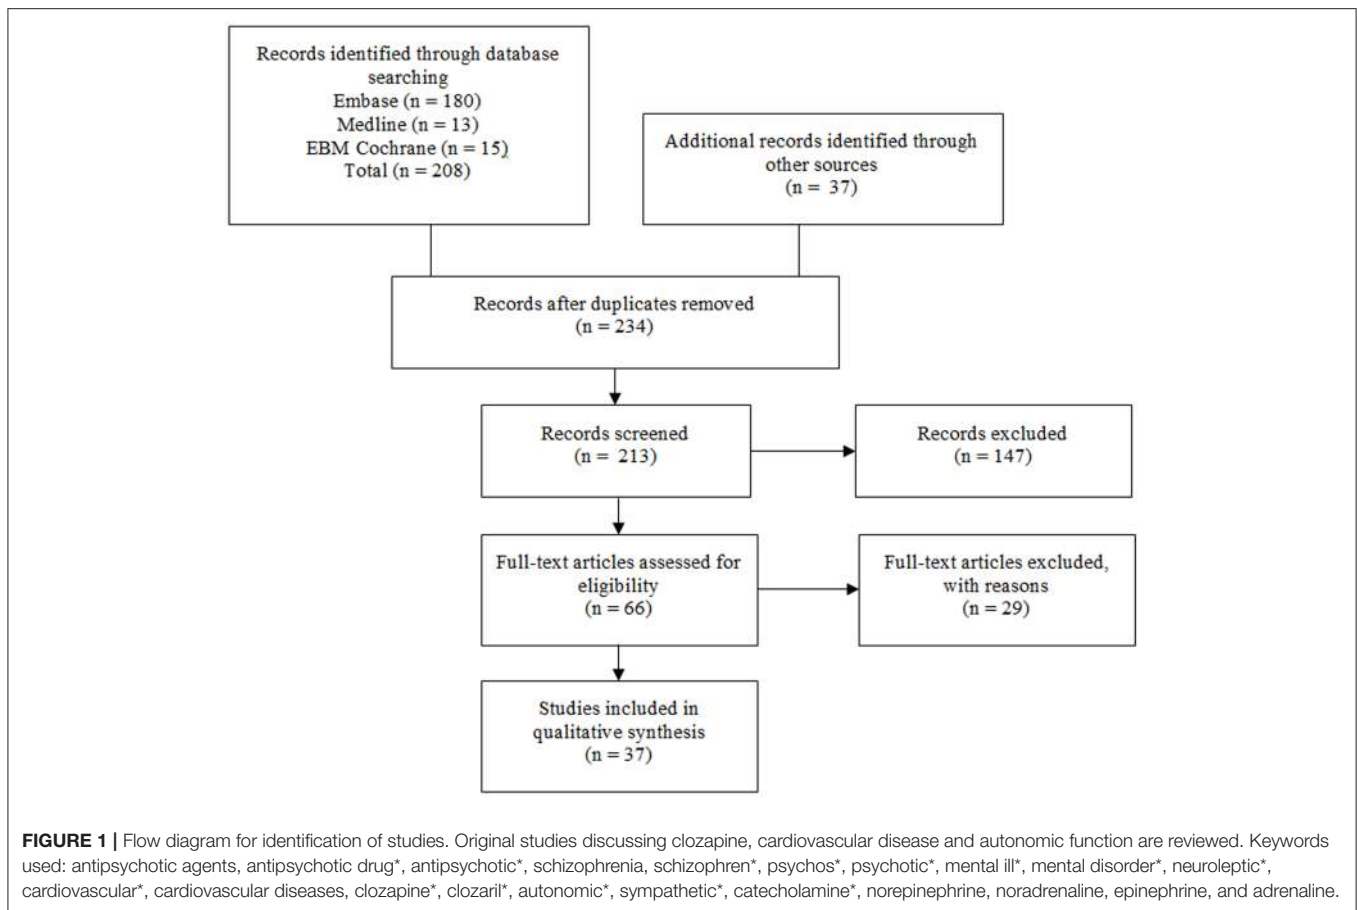 Records identified through database
searching
Embase (n = 180)
Medline (n = 13)
EBM Cochrane (n = 15)
Total (n = 208)
Additional records identified through
other sources
(n = 37)
Records after duplicates removed
(n = 234)
Records screened
(n = 213)
Records excluded
(n = 147)
Full-text articles assessed for
eligibility
(n = 66)
Full-text articles excluded,
with reasons
(n = 29)
Studies included in
qualitative synthesis
(n = 37)
FIGURE 1 | Flow diagram for identification of studies. Original studies discussing clozapine, cardiovascular disease and autonomic function are reviewed. Keywords
used: antipsychotic agents, antipsychotic drug*, antipsychotic*, schizophrenia, schizophren*, psychos*, psychotic*, mental ill*, mental disorder*, neuroleptic*,
cardiovascular*, cardiovascular diseases, clozapine*, clozaril*, autonomic*, sympathetic*, catecholamine*, norepinephrine, noradrenaline, epinephrine, and adrenaline.